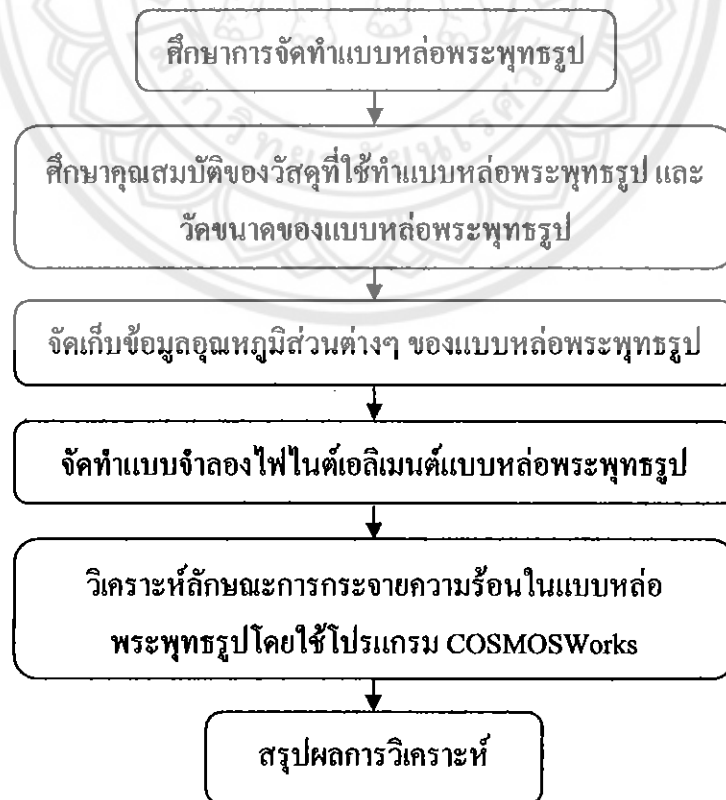 ศึกษาการจัดทำแบบหล่อพระพุทธรูป
ศึกษาคุณสมบัติของวัสดุที่ใช้ทำแบบหล่อพระพุทธรูป และ
วัดขนาดของแบบหล่อพระพุทธรูป
จัดเก็บข้อมูลอุณหภูมิส่วนต่างๆ ของแบบหล่อพระพุทธรูป
จัดทำแบบจำลองไฟไนต์เอลิเมนต์แบบหล่อพระพุทธรูป
วิเคราะห์ลักษณะการกระจายความร้อนในแบบหล่อ
พระพุทธรูปโดยใช้โปรแกรม COSMOSWorks
สรุปผลการวิเคราะห์